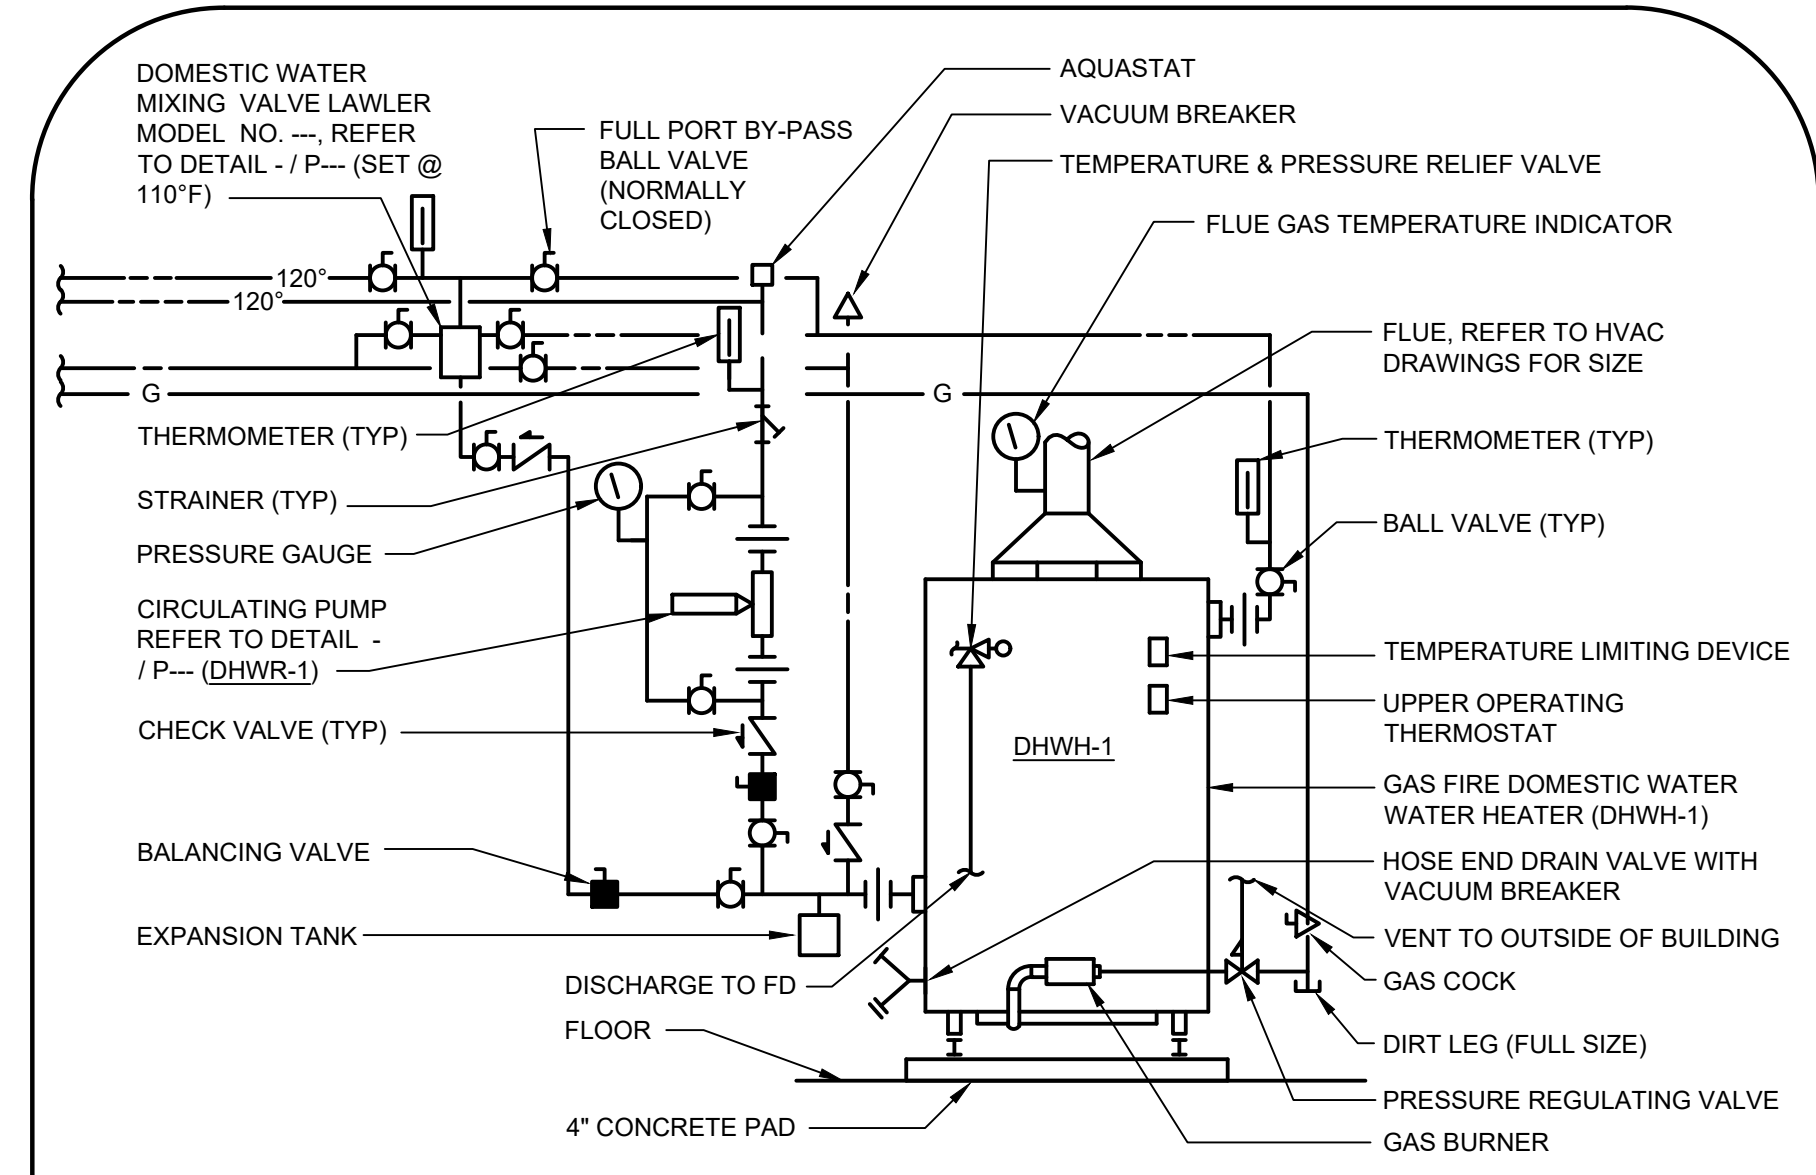 DOMESTIC WATER
MIXING VALVE LAWLER
MODEL NO. ---, REFER
TO DETAIL - / P--- (SET @
110°F)
FULL PORT BY-PASS
BALL VALVE
(NORMALLY
CLOSED)
AQUASTAT
VACUUM BREAKER
TEMPERATURE & PRESSURE RELIEF VALVE
FLUE GAS TEMPERATURE INDICATOR
120°
120°
FLUE, REFER TO HVAC
DRAWINGS FOR SIZE
G
G
THERMOMETER (TYP)
THERMOMETER (TYP)
STRAINER (TYP)
BALL VALVE (TYP)
PRESSURE GAUGE
CIRCULATING PUMP
REFER TO DETAIL -
/ P--- (DHWR-1)
TEMPERATURE LIMITING DEVICE
UPPER OPERATING
THERMOSTAT
CHECK VALVE (TYP)
DHWH-1
GAS FIRE DOMESTIC WATER
WATER HEATER (DHWH-1)
BALANCING VALVE
HOSE END DRAIN VALVE WITH
VACUUM BREAKER
EXPANSION TANK
VENT TO OUTSIDE OF BUILDING
DISCHARGE TO FD
GAS COCK
FLOOR
DIRT LEG (FULL SIZE)
PRESSURE REGULATING VALVE
4" CONCRETE PAD
GAS BURNER